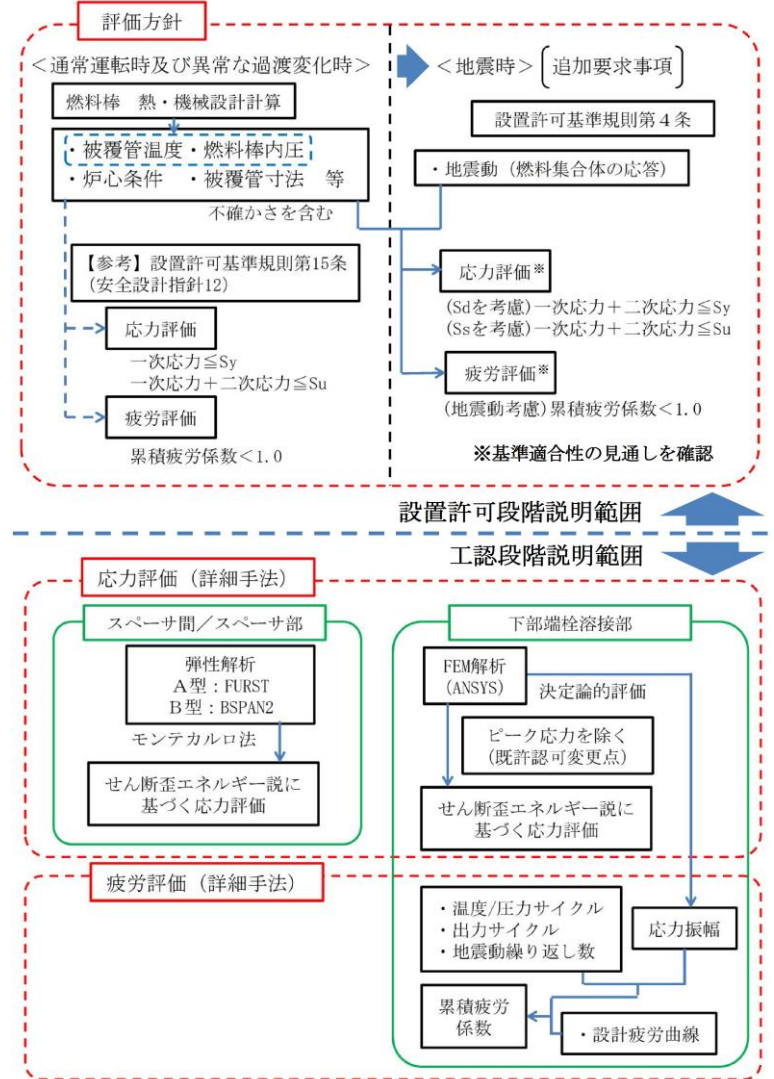 評価方針
＜通常運転時及び異常な過渡変化時＞
燃料棒　熱・機械設計計算
・被覆管温度・燃料棒内圧
・炉心条件　・被覆管寸法　等
不確かさを含む
【参考】設置許可基準規則第15条
(安全設計指針12)
応力評価
一次応力≦Sy
一次応力＋二次応力≦Su
疲労評価
累積疲労係数＜1.0
＜地震時＞
追加要求事項
設置許可基準規則第４条
・地震動（燃料集合体の応答）
応力評価※
(Sdを考慮)一次応力＋二次応力≦Sy
(Ssを考慮)一次応力＋二次応力≦Su
疲労評価※
(地震動考慮)累積疲労係数＜1.0
※基準適合性の見通しを確認
設置許可段階説明範囲
工認段階説明範囲
応力評価（詳細手法）
スペーサ間／スペーサ部
弾性解析
Ａ型：FURST
Ｂ型：BSPAN2
モンテカルロ法
せん断歪エネルギー説に
基づく応力評価
下部端栓溶接部
FEM解析
(ANSYS)
決定論的評価
ピーク応力を除く
(既許認可変更点)
せん断歪エネルギー説に
基づく応力評価
疲労評価（詳細手法）
・温度/圧力サイクル
・出力サイクル
・地震動繰り返し数
応力振幅
累積疲労
係数
・設計疲労曲線